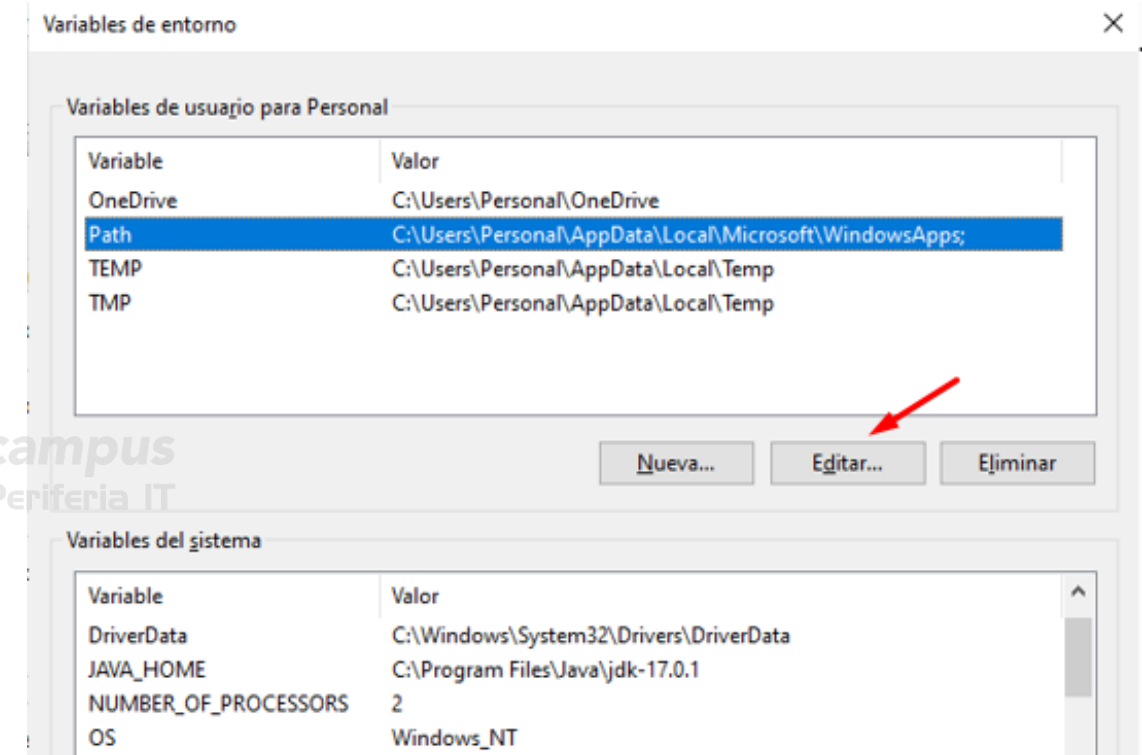 Variables de entorno
Variables de usuario para Personal
Variable Valor
OneDrive C:\Users\Personal\OneDrive
Path C:\Users\Personal\AppData\Local\Microsoft\WindowsApps;
TEMP C:\Users\Personal\AppData\Local\Temp
TMP C:\Users\Personal\AppData\Local\Temp
campus
Periferia IT
Nueva... Editar... Eliminar
Variables del sistema
Variable Valor
DriverData C:\Windows\System32\Drivers\DriverData
JAVA_HOME C:\Program Files\Java\jdk-17.0.1
NUMBER_OF_PROCESSORS 2
OS Windows_NT